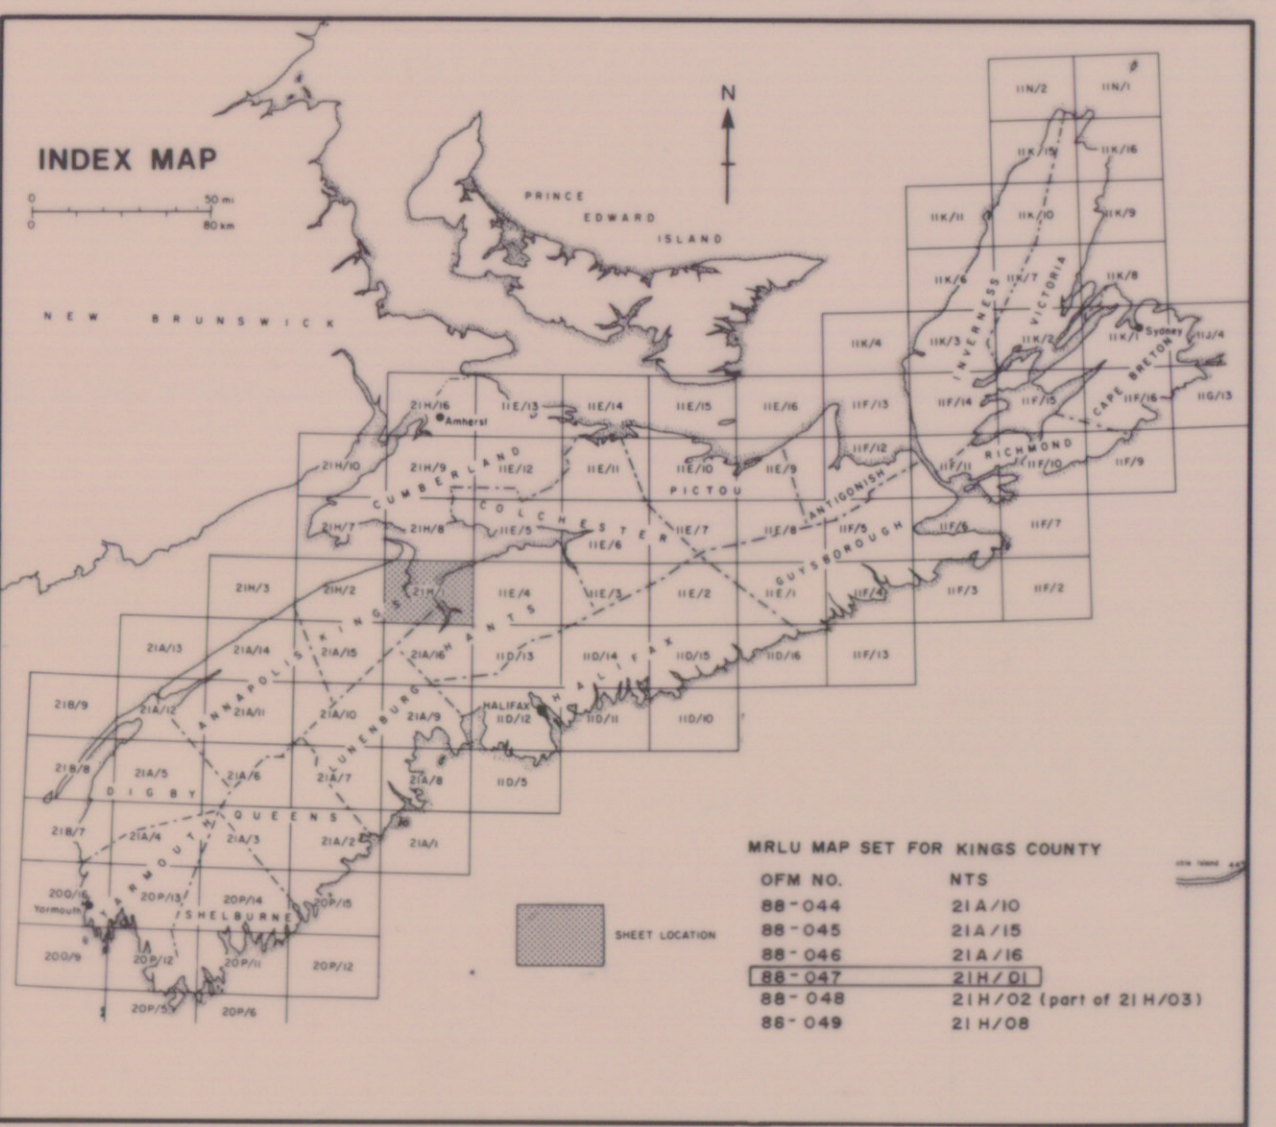 INDEX MAP
0 50 mi
0 80 km
N
PRINCE
EDWARD
ISLAND
NEW BRUNSWICK
11N/2 11N/1
11K/15 11K/16
11K/11 11K/10 11K/9
11K/6 11K/7 11K/8
INVERNESS
VICTORIA
11K/4 11K/3 11K/2 11K/1 Sydney 11J/4
CAPE BRETON
21H/16 11E/13 11E/14 11E/15 11E/16 11F/13 11F/14 11F/15 11F/16 11G/13
Amherst
21H/10 21H/9 11E/12 11E/11 11E/10 11E/9 11F/12 11F/11 11F/10 11F/9
RICHMOND
CUMBERLAND
PICTOU
ANTIGONISH
21H/7 21H/8 11E/5 11E/6 11E/7 11E/8 11F/5 11F/6 11F/7
COLCHESTER
GUYSBOROUGH
21H/3 21H/2 21H 11E/4 11E/3 11E/2 11E/1 11F/4 11F/3 11F/2
KINGS
HANTS
21A/13 21A/14 21A/15 21A/16 11D/13 11D/14 11D/15 11D/16 11F/13
ANNAPOLIS
HALIFAX
LUNENBURG
21B/9 21A/12 21A/11 21A/10 21A/9 HALIFAX 11D/12 11D/11 11D/10
21B/8 21A/5 21A/6 21A/7 21A/8 11D/5
DIGBY
QUEENS
21B/7 21A/4 21A/3 21A/2 21A/1
YARMOUTH
20O/16 20P/13 20P/14 20P/15
Yarmouth
SHELBURNE
20O/9 20P/12 20P/11 20P/12
20P/5 20P/6
SHEET LOCATION
MRLU MAP SET FOR KINGS COUNTY
OFM NO. NTS
88-044 21A/10
88-045 21A/15
88-046 21A/16
88-047 21H/01
88-048 21H/02 (part of 21H/03)
86-049 21H/08
Island